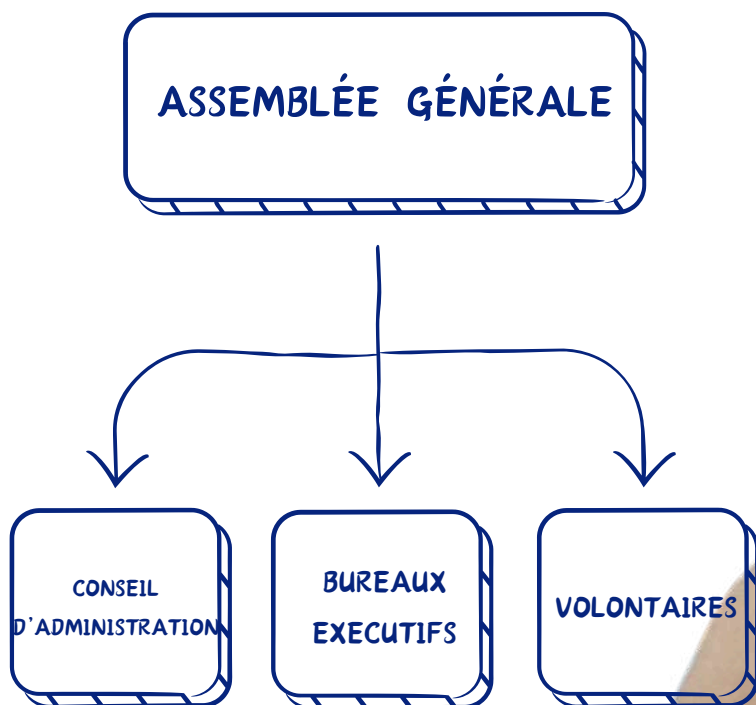 ASSEMBLÉE GÉNÉRALE
CONSEIL
D'ADMINISTRATION
BUREAUX
EXECUTIFS
VOLONTAIRES